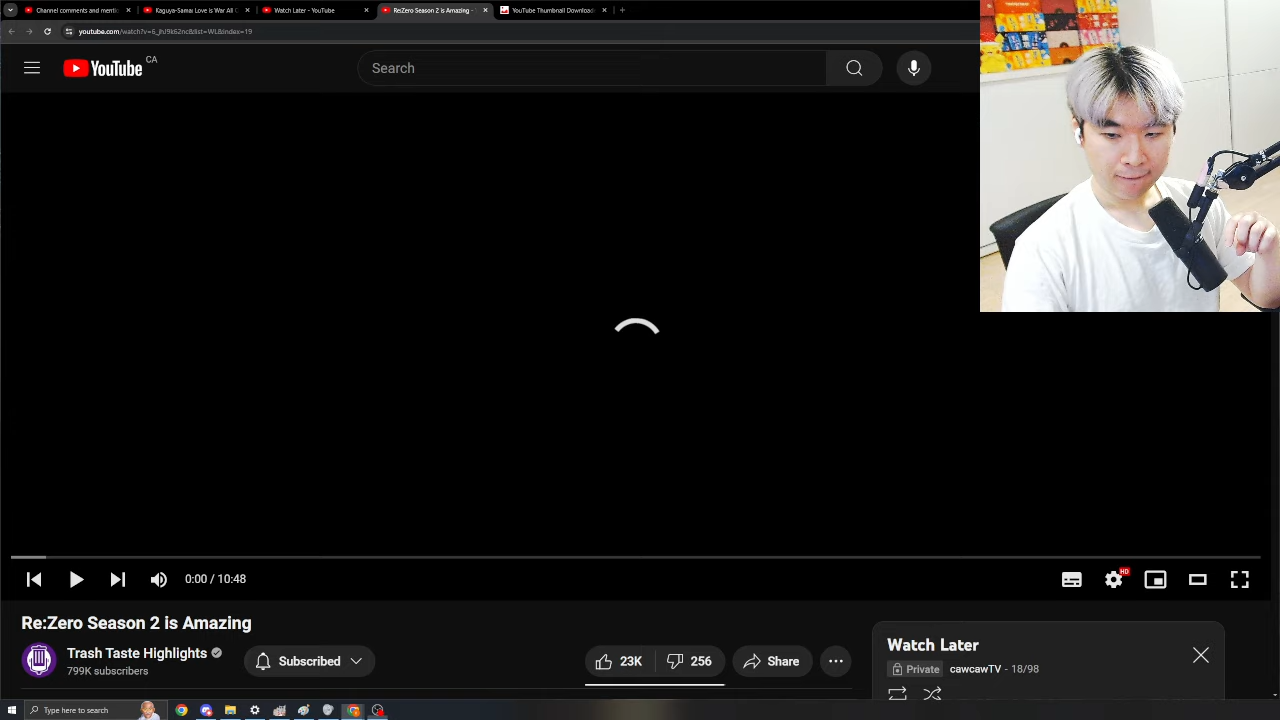 Channel comments and mentic
Kaguya-Sama: Love is War All C
Watch Later - YouTube
Re:Zero Season 2 is Amazing -
YouTube Thumbnail Download
youtube.com/watch?v=6_jhJ9k62nc&list=WL&index=19
YouTube CA
Search
0:00 / 10:48
HD
Re:Zero Season 2 is Amazing
Trash Taste Highlights
799K subscribers
Subscribed
23K
256
Share
Watch Later
Private
cawcawTV - 18/98
Type here to search